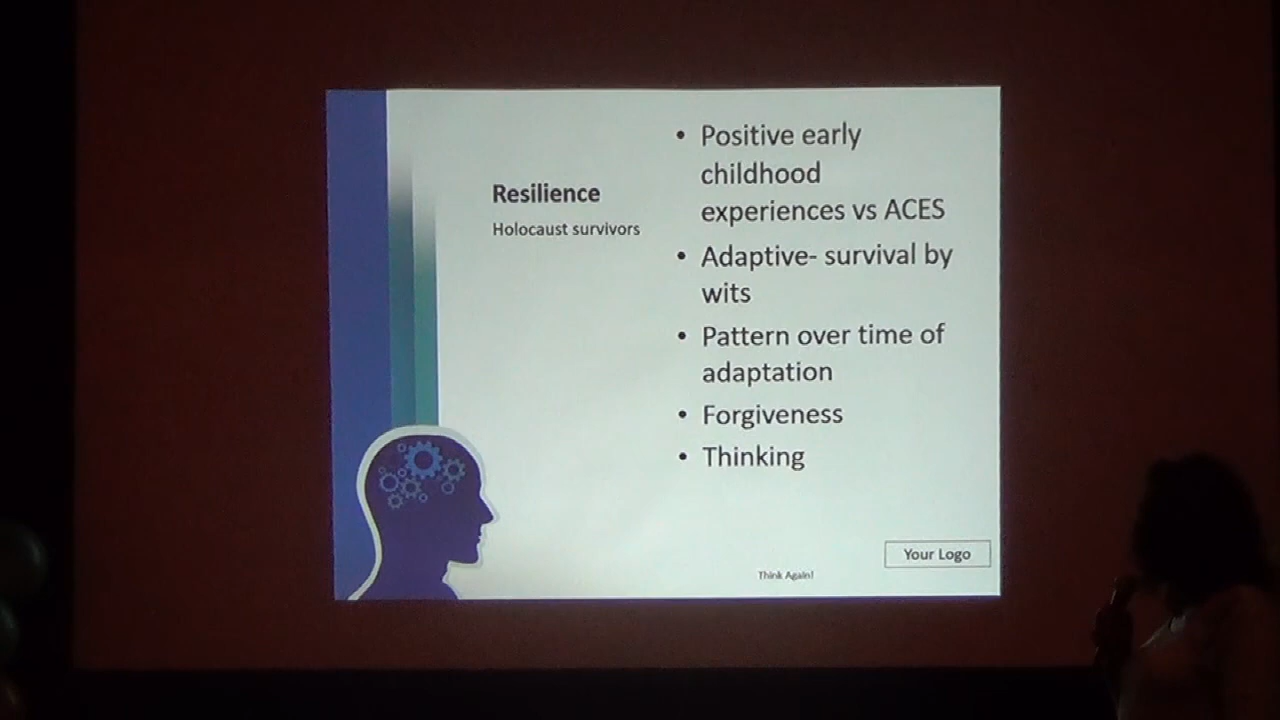 Resilience
Holocaust survivors
• Positive early
childhood
experiences vs ACES
• Adaptive- survival by
wits
• Pattern over time of
adaptation
• Forgiveness
• Thinking
Your Logo
Think Again!